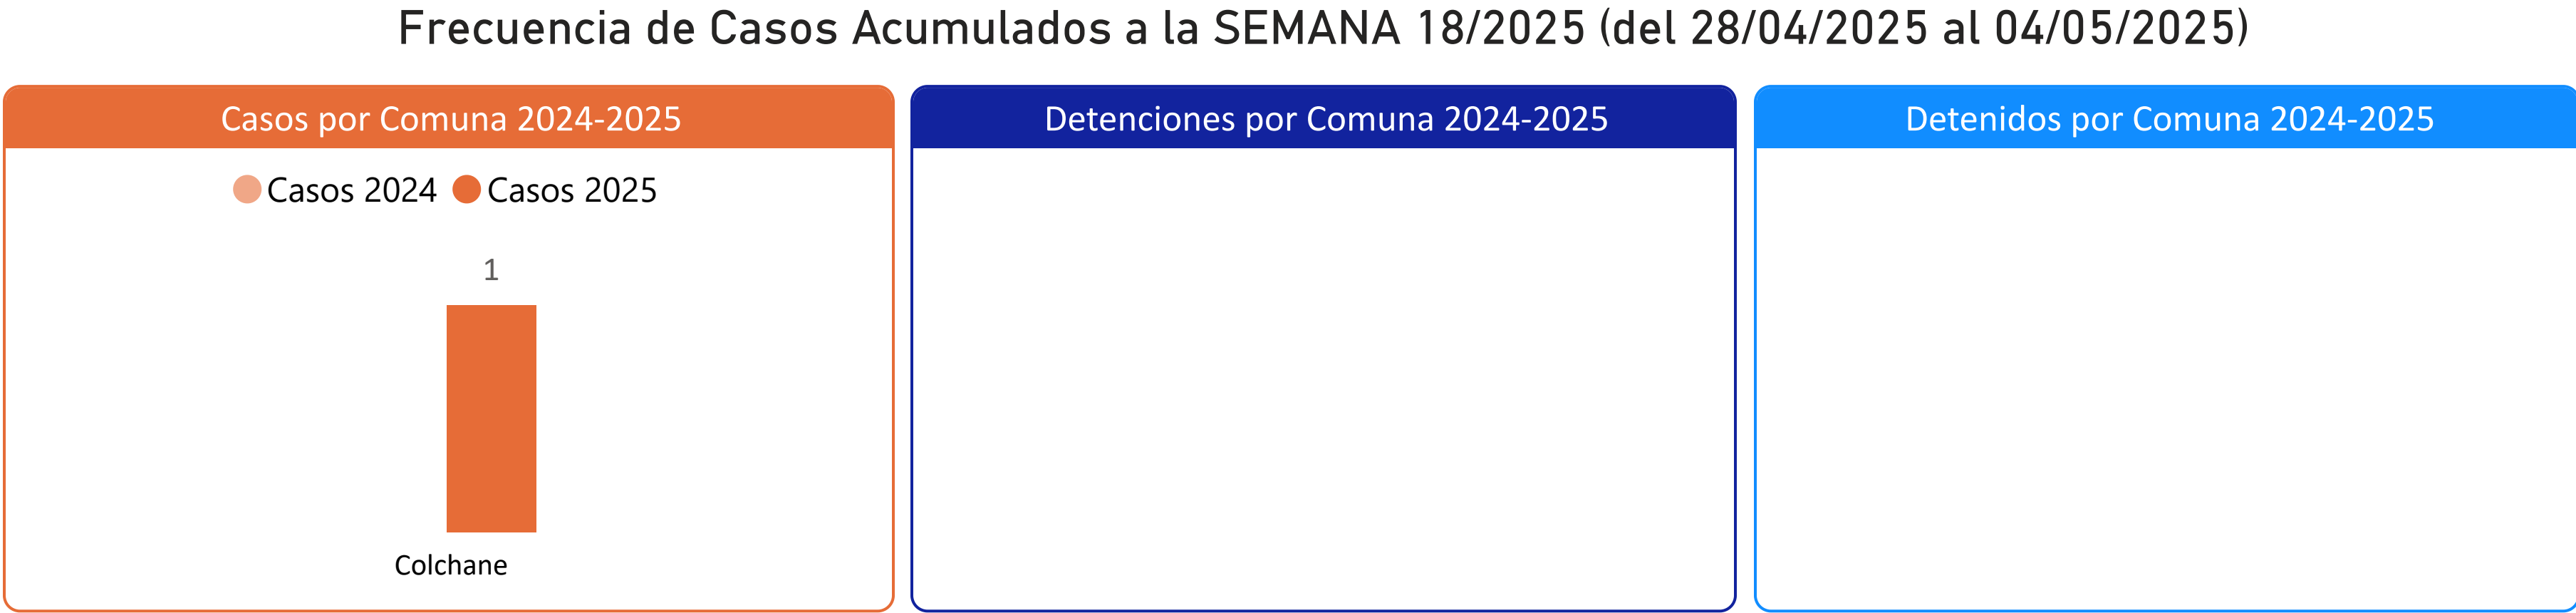 Frecuencia de Casos Acumulados a la SEMANA 18/2025 (del 28/04/2025 al 04/05/2025)
Casos por Comuna 2024-2025
Casos 2024 Casos 2025
1
Colchane
Detenciones por Comuna 2024-2025
Detenidos por Comuna 2024-2025